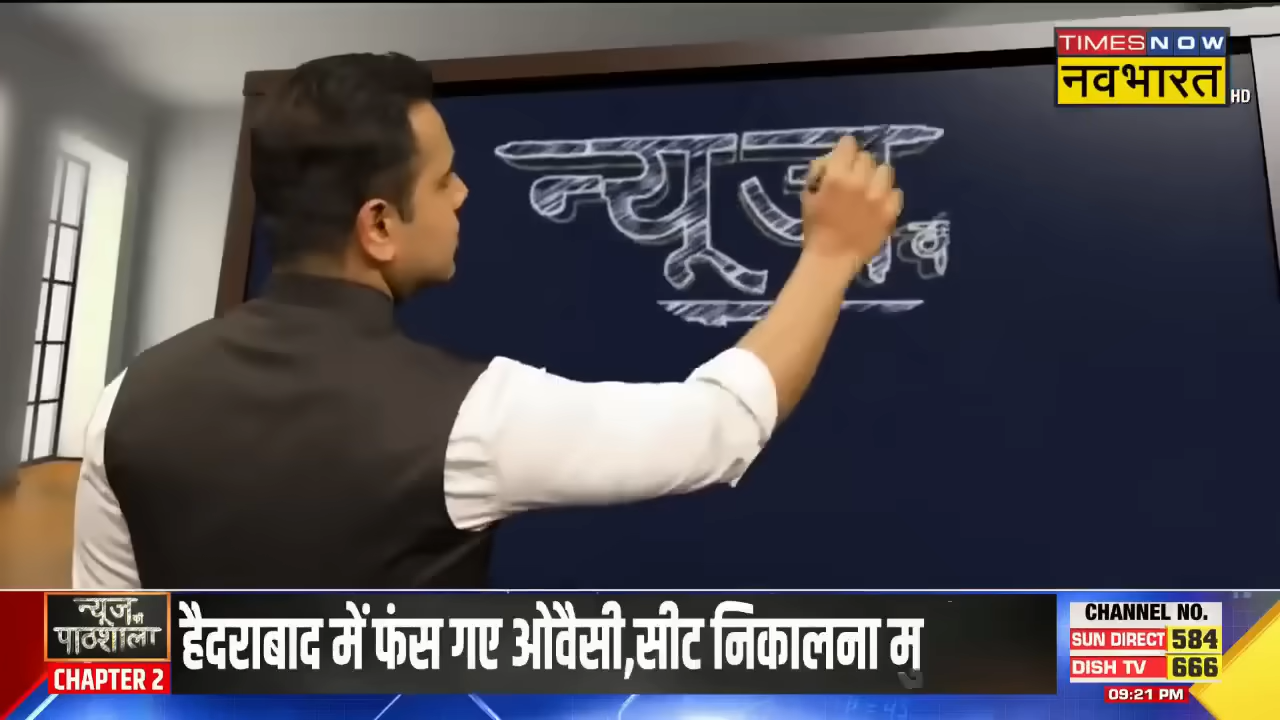 TIMES NOW
नवभारत
HD
न्यूज
न्यूज की
पाठशाला
CHAPTER 2
हैदराबाद में फंस गए ओवैसी,सीट निकालना मु
CHANNEL NO.
SUN DIRECT 584
DISH TV 666
09:21 PM